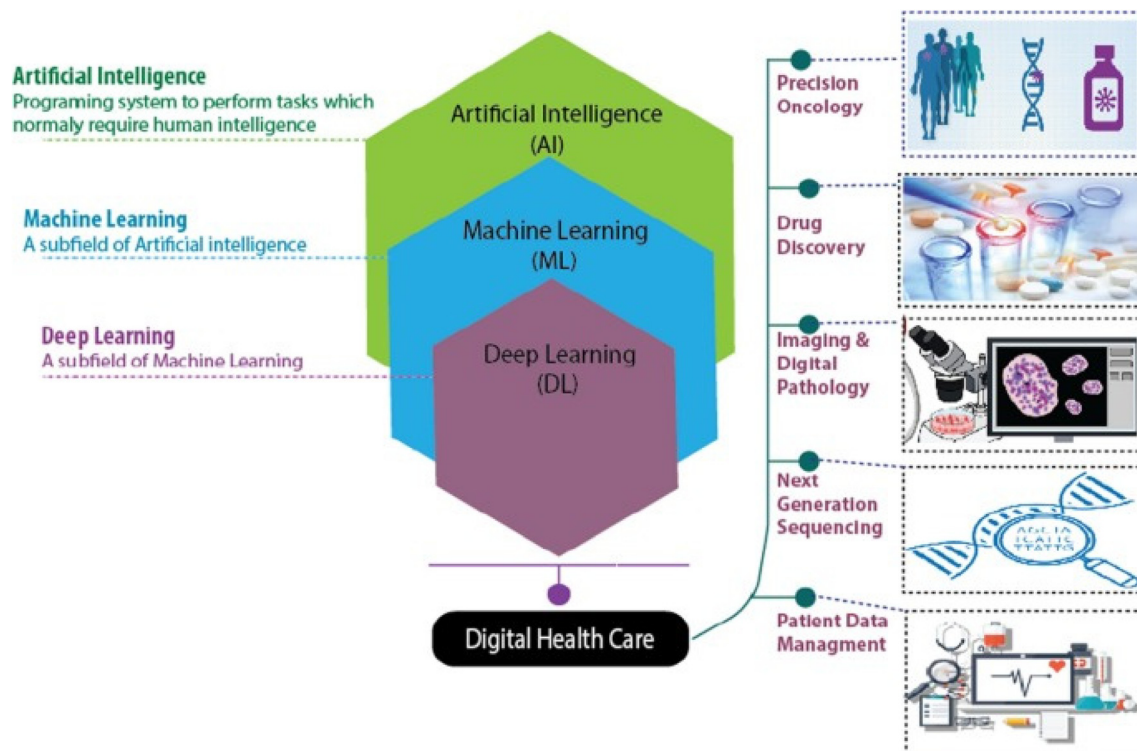 Artificial Intelligence
Programing system to perform tasks which
normaly require human intelligence
Machine Learning
A subfield of Artificial intelligence
Deep Learning
A subfield of Machine Learning
Artificial Intelligence
(AI)
Machine Learning
(ML)
Deep Learning
(DL)
Digital Health Care
Precision
Oncology
Drug
Discovery
Imaging &
Digital
Pathology
Next
Generation
Sequencing
Patient Data
Managment